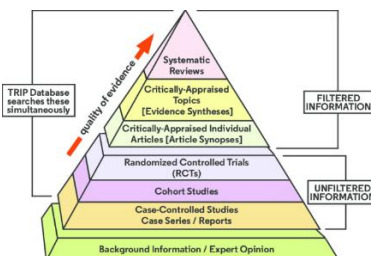 Systematic
Reviews
Critically-Appraised
Topics
[Evidence Syntheses]
Critically-Appraised Individual
Articles [Article Synopses]
Randomized Controlled Trials
(RCTs)
Cohort Studies
Case-Controlled Studies
Case Series / Reports
Background Information / Expert Opinion
quality of evidence
TRIP Database
searches these
simultaneously
FILTERED
INFORMATION
UNFILTERED
INFORMATION